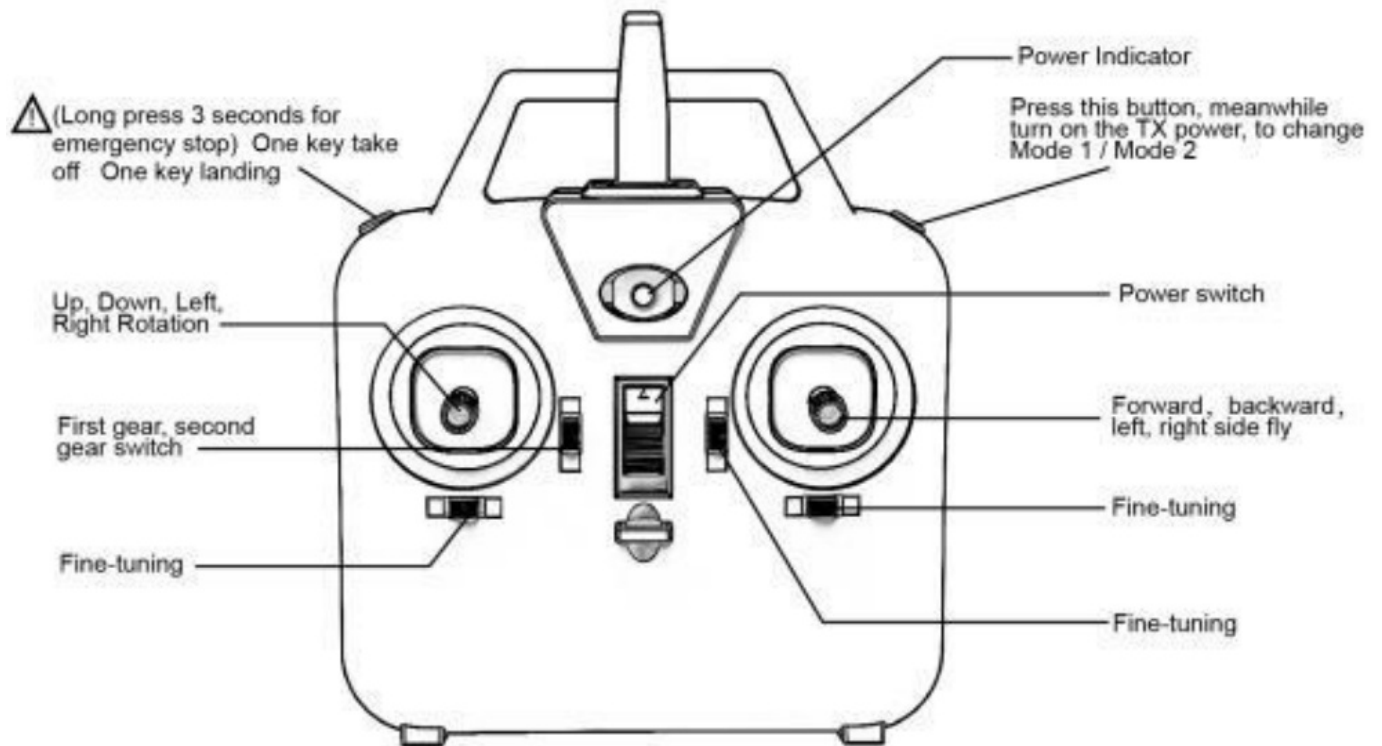 Power Indicator
(Long press 3 seconds for
emergency stop) One key take
off One key landing
Press this button, meanwhile
turn on the TX power, to change
Mode 1 / Mode 2
Up, Down, Left,
Right Rotation
Power switch
First gear, second
gear switch
Forward, backward,
left, right side fly
Fine-tuning
Fine-tuning
Fine-tuning